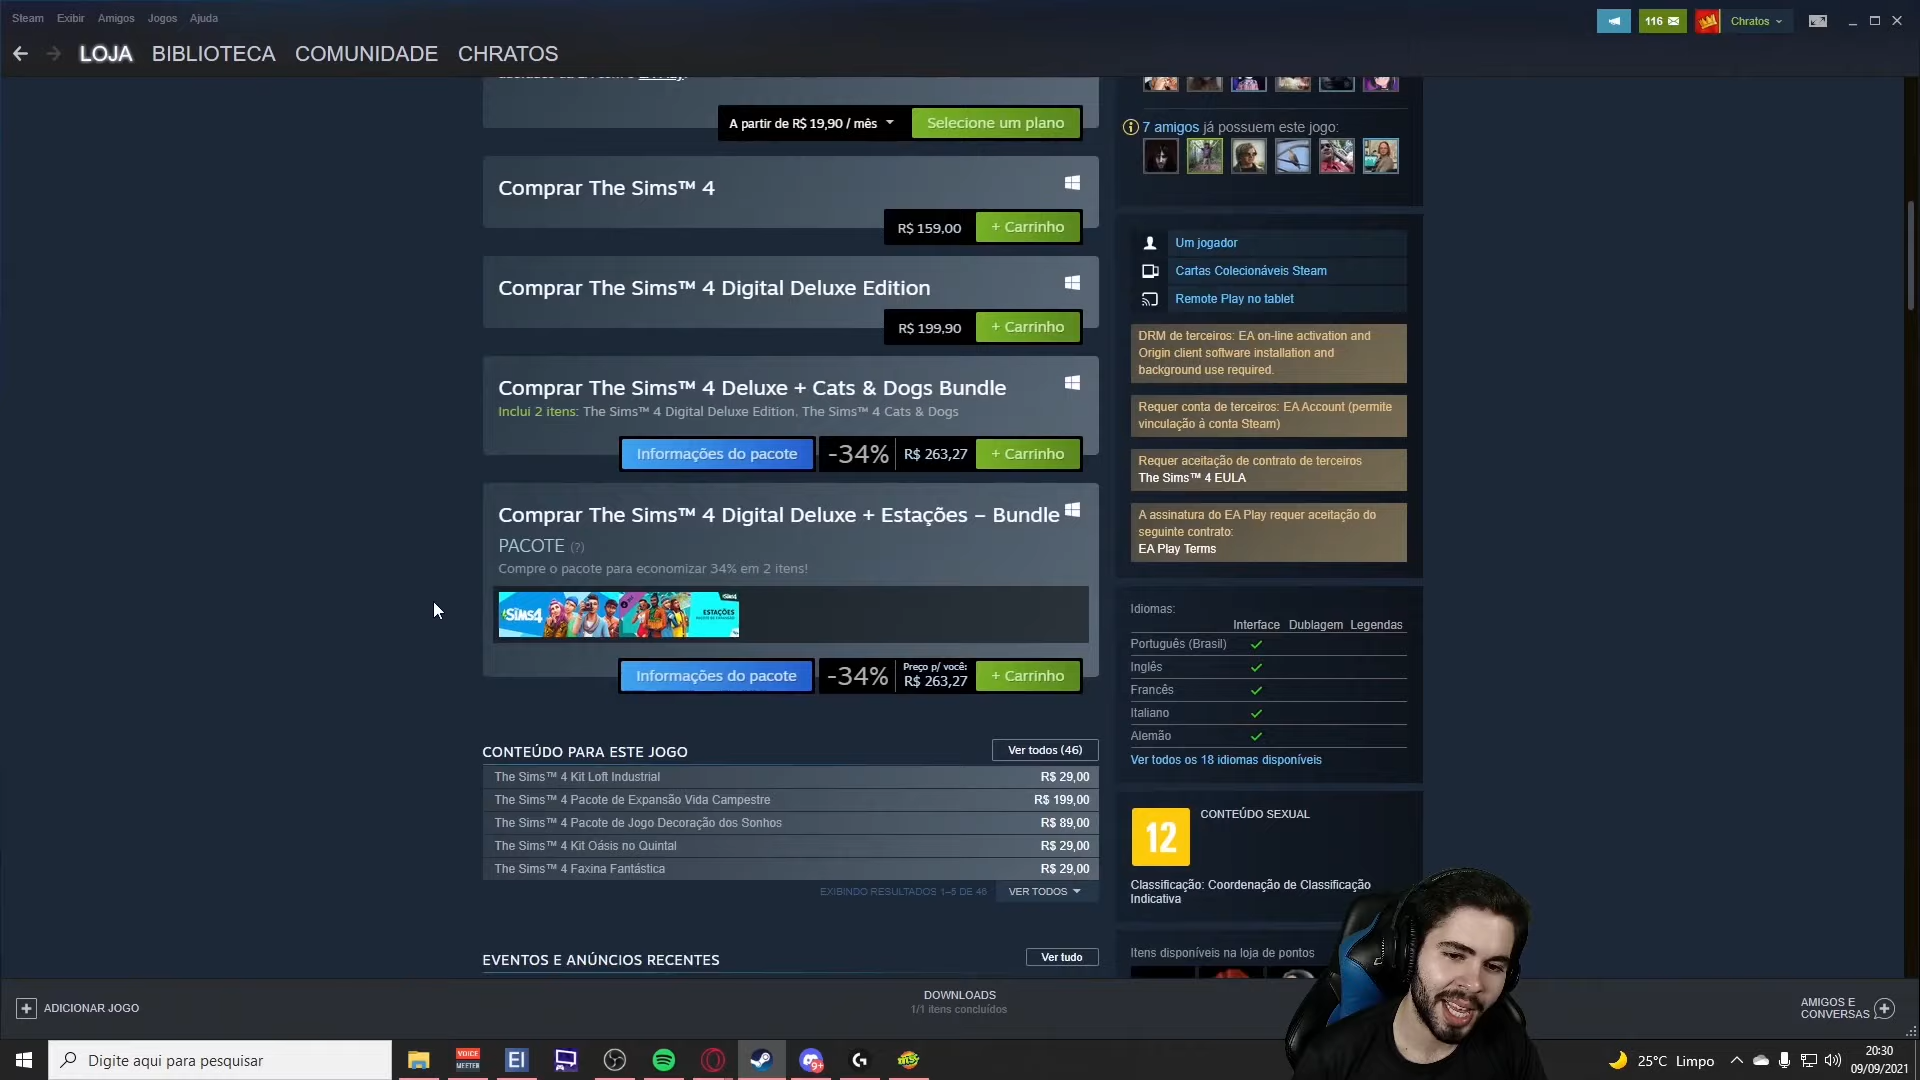 Steam Exibir Amigos Jogos Ajuda
116
Chratos
LOJA BIBLIOTECA COMUNIDADE CHRATOS
A partir de R$ 19,90 / mês
Selecione um plano
Comprar The Sims™ 4
R$ 159,00
+ Carrinho
Comprar The Sims™ 4 Digital Deluxe Edition
R$ 199,90
+ Carrinho
Comprar The Sims™ 4 Deluxe + Cats & Dogs Bundle
Inclui 2 itens: The Sims™ 4 Digital Deluxe Edition, The Sims™ 4 Cats & Dogs
Informações do pacote
-34%
R$ 263,27
+ Carrinho
Comprar The Sims™ 4 Digital Deluxe + Estações – Bundle
PACOTE (?)
Compre o pacote para economizar 34% em 2 itens!
SIMS4
ESTAÇÕES
Informações do pacote
-34%
Preço p/ você:
R$ 263,27
+ Carrinho
CONTEÚDO PARA ESTE JOGO
Ver todos (46)
The Sims™ 4 Kit Loft Industrial R$ 29,00
The Sims™ 4 Pacote de Expansão Vida Campestre R$ 199,00
The Sims™ 4 Pacote de Jogo Decoração dos Sonhos R$ 89,00
The Sims™ 4 Kit Oásis no Quintal R$ 29,00
The Sims™ 4 Faxina Fantástica R$ 29,00
EXIBINDO RESULTADOS 1–5 DE 46
VER TODOS
EVENTOS E ANÚNCIOS RECENTES
Ver tudo
7 amigos já possuem este jogo:
Um jogador
Cartas Colecionáveis Steam
Remote Play no tablet
DRM de terceiros: EA on-line activation and
Origin client software installation and
background use required.
Requer conta de terceiros: EA Account (permite
vinculação à conta Steam)
Requer aceitação de contrato de terceiros
The Sims™ 4 EULA
A assinatura do EA Play requer aceitação do
seguinte contrato:
EA Play Terms
Idiomas:
Interface Dublagem Legendas
Português (Brasil)
Inglês
Francês
Italiano
Alemão
Ver todos os 18 idiomas disponíveis
12
CONTEÚDO SEXUAL
Classificação: Coordenação de Classificação
Indicativa
Itens disponíveis na loja de pontos
ADICIONAR JOGO
DOWNLOADS
1/1 itens concluídos
AMIGOS E
CONVERSAS
Digite aqui para pesquisar
VOICE
MEETER
EI
9+
25°C Limpo
20:30
09/09/2021